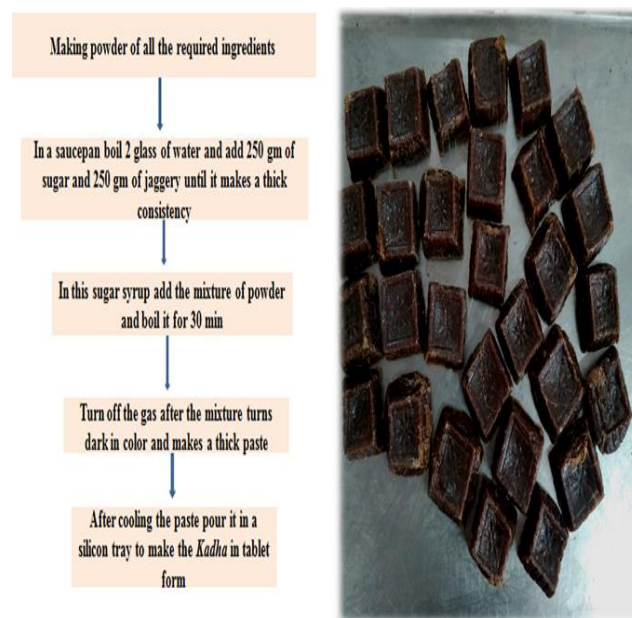 Making powder of all the required ingredients
In a saucepan boil 2 glass of water and add 250 gm of
sugar and 250 gm of jaggery until it makes a thick
consistency
In this sugar syrup add the mixture of powder
and boil it for 30 min
Turn off the gas after the mixture turns
dark in color and makes a thick paste
After cooling the paste pour it in a
silicon tray to make the Kadha in tablet
form